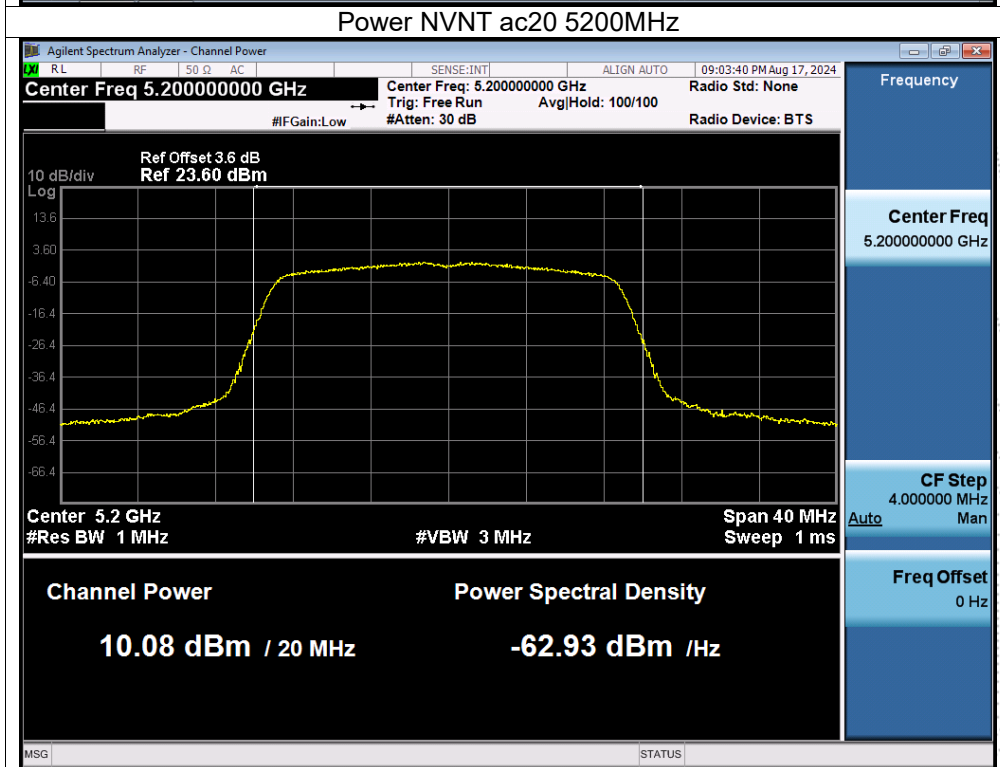 Power NVNT ac20 5200MHz
Agilent Spectrum Analyzer - Channel Power
LXI RL RF 50 Ω AC SENSE:INT ALIGN AUTO 09:03:40 PM Aug 17, 2024
Center Freq 5.200000000 GHz
Center Freq: 5.200000000 GHz
Radio Std: None
Trig: Free Run Avg|Hold: 100/100
#IFGain:Low
#Atten: 30 dB
Radio Device: BTS
Ref Offset 3.6 dB
10 dB/div Ref 23.60 dBm
Log
13.6
3.60
-6.40
-16.4
-26.4
-36.4
-46.4
-56.4
-66.4
Center 5.2 GHz Span 40 MHz
#Res BW 1 MHz #VBW 3 MHz Sweep 1 ms
Channel Power Power Spectral Density
10.08 dBm / 20 MHz -62.93 dBm /Hz
Frequency
Center Freq
5.200000000 GHz
CF Step
4.000000 MHz
Auto Man
Freq Offset
0 Hz
MSG STATUS